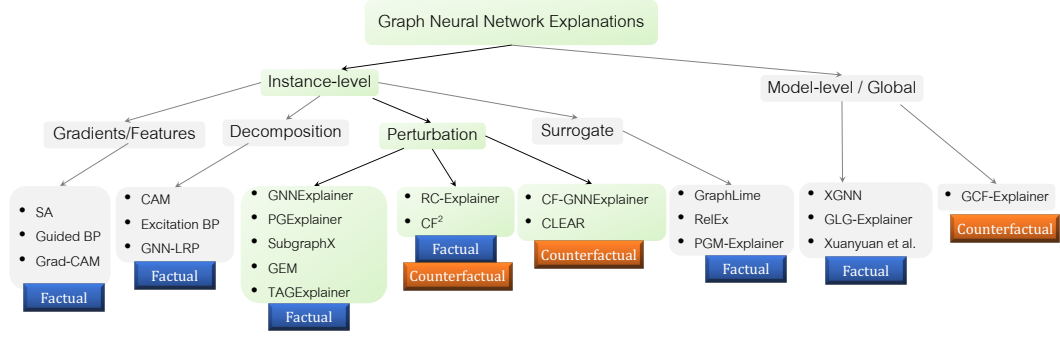 Graph Neural Network Explanations
Instance-level
Model-level / Global
Gradients/Features
Decomposition
Perturbation
Surrogate
• SA
• Guided BP
• Grad-CAM
Factual
• CAM
• Excitation BP
• GNN-LRP
Factual
• GNNExplainer
• PGExplainer
• SubgraphX
• GEM
• TAGExplainer
Factual
• RC-Explainer
• CF²
Factual
Counterfactual
• CF-GNNExplainer
• CLEAR
Counterfactual
• GraphLime
• RelEx
• PGM-Explainer
Factual
• XGNN
• GLG-Explainer
• Xuanyuan et al.
Factual
• GCF-Explainer
Counterfactual